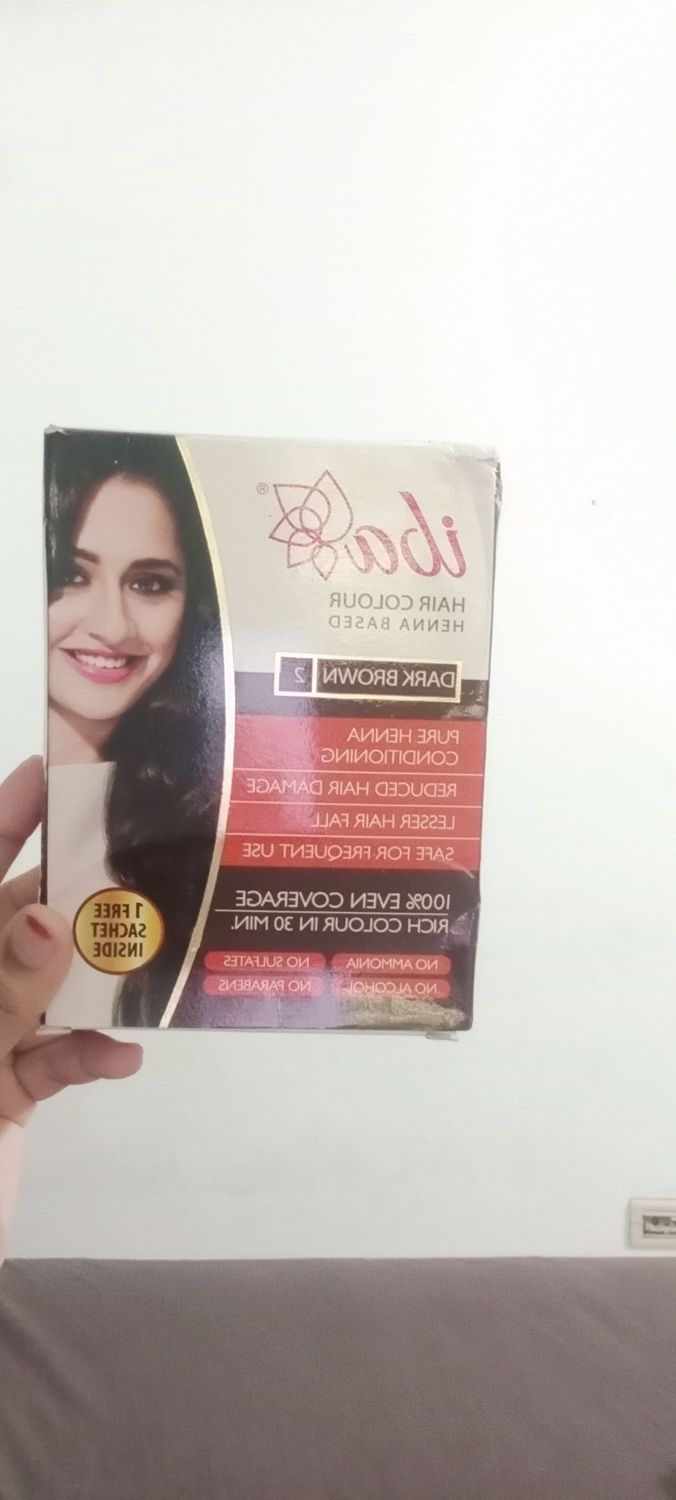 iba®
HAIR COLOUR
HENNA BASED
DARK BROWN 2
PURE HENNA
CONDITIONING
REDUCED HAIR DAMAGE
LESSER HAIR FALL
SAFE FOR FREQUENT USE
100% EVEN COVERAGE
RICH COLOUR IN 30 MIN.
NO AMMONIA NO SULFATES
NO ALCOHOL NO PARABENS
1 FREE
SACHET
INSIDE